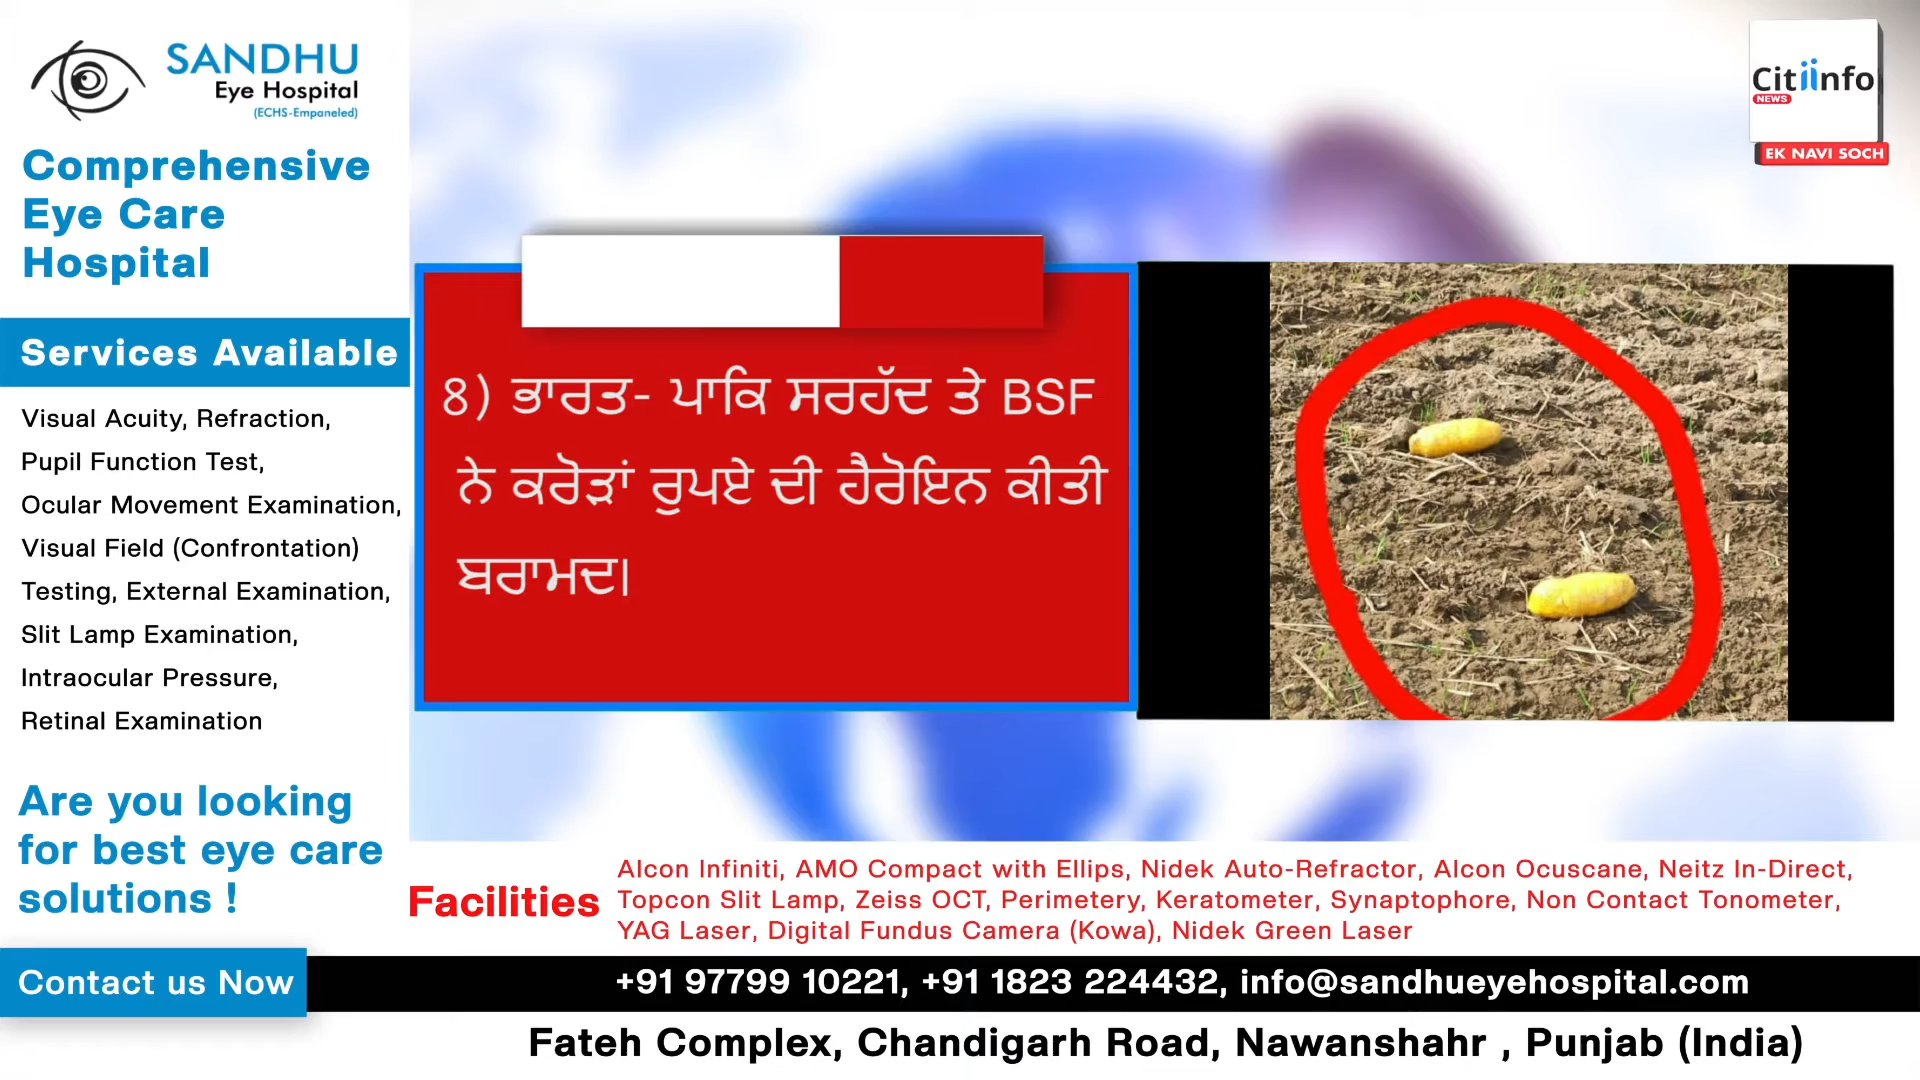 SANDHU
Eye Hospital
(ECHS-Empaneled)
Comprehensive
Eye Care
Hospital
Services Available
Visual Acuity, Refraction,
Pupil Function Test,
Ocular Movement Examination,
Visual Field (Confrontation)
Testing, External Examination,
Slit Lamp Examination,
Intraocular Pressure,
Retinal Examination
Are you looking
for best eye care
solutions !
Contact us Now
Citiinfo
NEWS
EK NAVI SOCH
8) ਭਾਰਤ- ਪਾਕਿ ਸਰਹੱਦ ਤੇ BSF
ਨੇ ਕਰੋੜਾਂ ਰੁਪਏ ਦੀ ਹੈਰੋਇਨ ਕੀਤੀ
ਬਰਾਮਦ।
Facilities
Alcon Infiniti, AMO Compact with Ellips, Nidek Auto-Refractor, Alcon Ocuscane, Neitz In-Direct,
Topcon Slit Lamp, Zeiss OCT, Perimetery, Keratometer, Synaptophore, Non Contact Tonometer,
YAG Laser, Digital Fundus Camera (Kowa), Nidek Green Laser
+91 97799 10221, +91 1823 224432, info@sandhueyehospital.com
Fateh Complex, Chandigarh Road, Nawanshahr , Punjab (India)